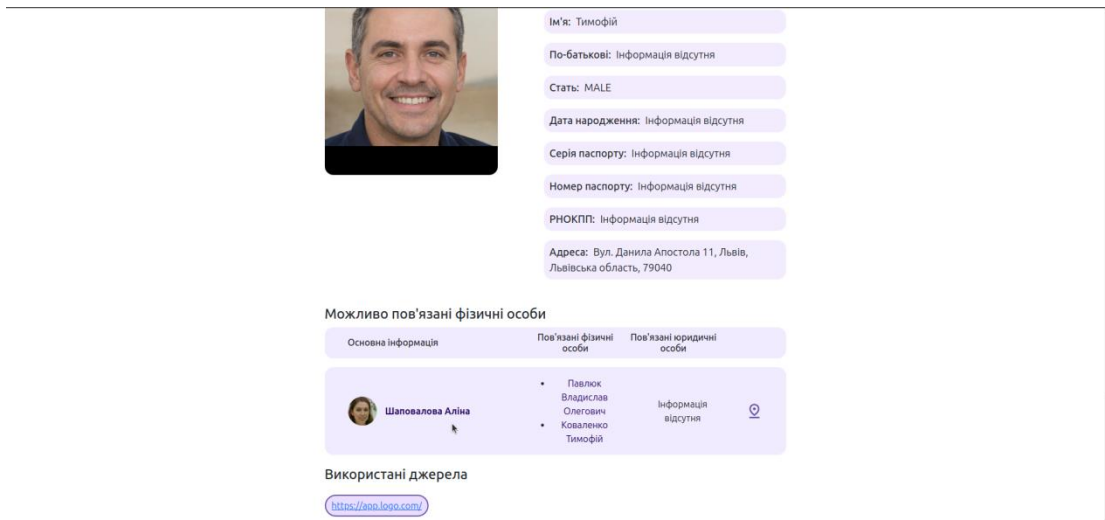 Ім'я: Тимофій
По-батькові: Інформація відсутня
Стать: MALE
Дата народження: Інформація відсутня
Серія паспорту: Інформація відсутня
Номер паспорту: Інформація відсутня
РНОКПП: Інформація відсутня
Адреса: Вул. Данила Апостола 11, Львів,
Львівська область, 79040
Можливо пов'язані фізичні особи
Основна інформація
Пов'язані фізичні
особи
Пов'язані юридичні
особи
Шаповалова Аліна
• Павлюк
Владислав
Олегович
• Коваленко
Тимофій
Інформація
відсутня
Використані джерела
https://app.logo.com/